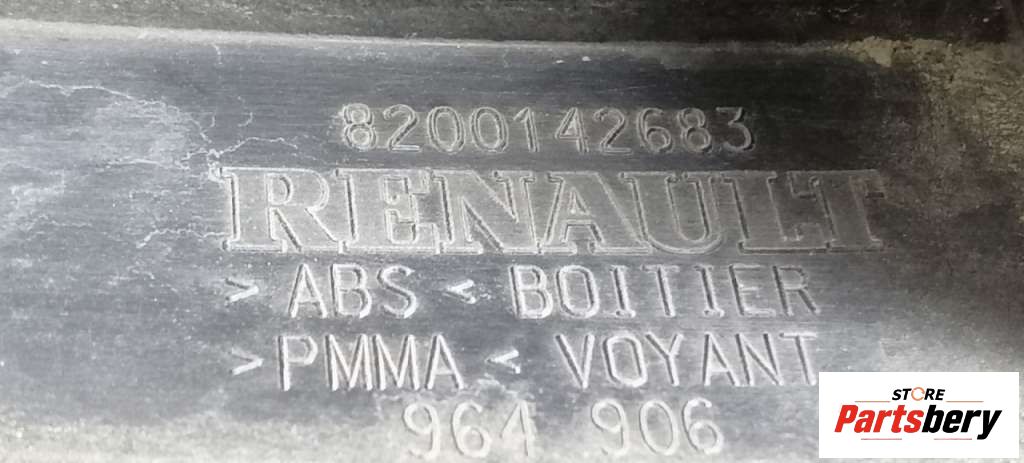 8200142683
RENAULT
> ABS < BOITIER
> PMMA < VOYANT
964 906
STORE
Partsbery